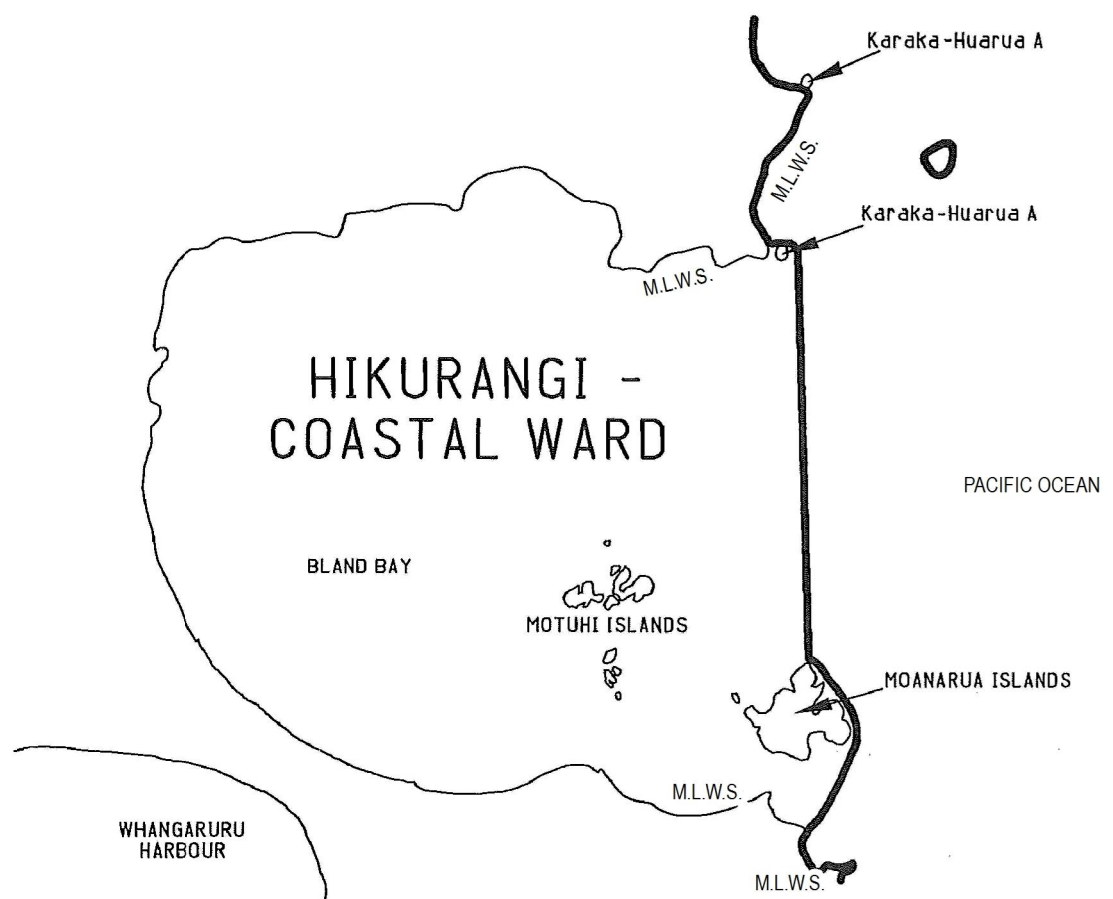 Karaka-Huarua A
M.L.W.S.
Karaka-Huarua A
M.L.W.S.
HIKURANGI -
COASTAL WARD
PACIFIC OCEAN
BLAND BAY
MOTUHI ISLANDS
MOANARUA ISLANDS
M.L.W.S.
WHANGARURU
HARBOUR
M.L.W.S.